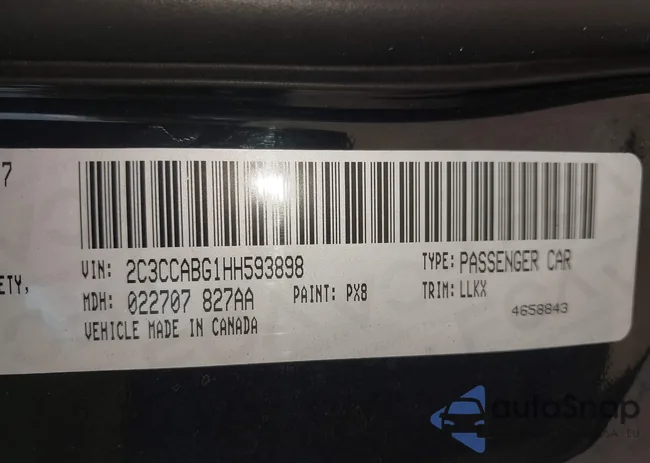 7
VIN: 2C3CCABG1HH593898
TYPE: PASSENGER CAR
ETY,
MDH: 022707 827AA
PAINT: PX8
TRIM: LLKX
VEHICLE MADE IN CANADA
4658843
autoSnap